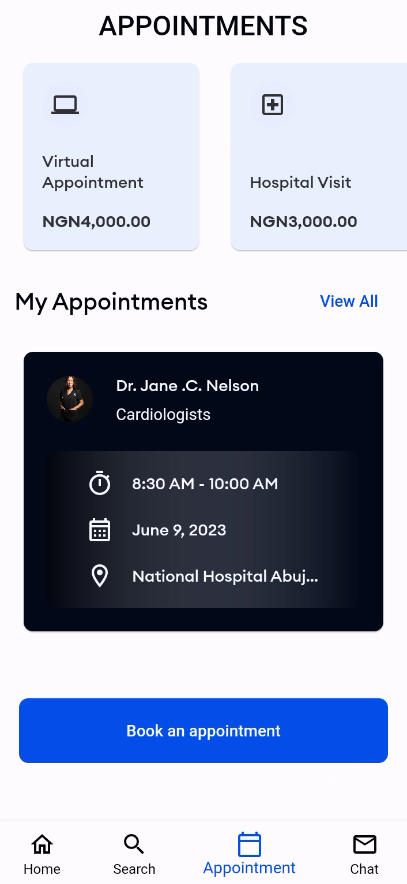 APPOINTMENTS
Virtual
Appointment
NGN4,000.00
Hospital Visit
NGN3,000.00
My Appointments
View All
Dr. Jane .C. Nelson
Cardiologists
8:30 AM - 10:00 AM
June 9, 2023
National Hospital Abuj...
Book an appointment
Home
Search
Appointment
Chat